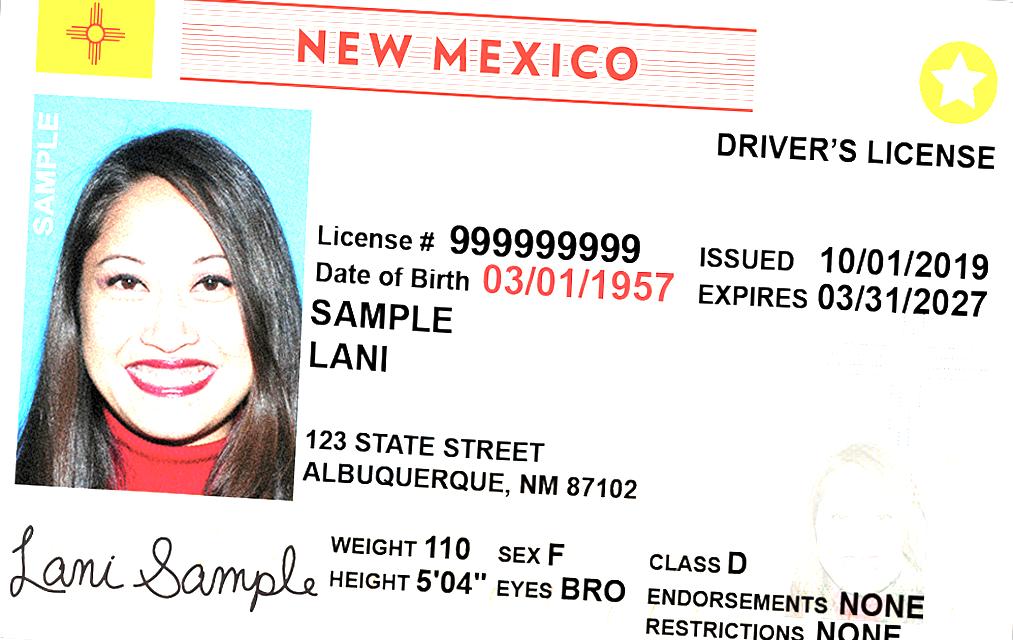 NEW MEXICO
DRIVER'S LICENSE
SAMPLE
License # 999999999
Date of Birth 03/01/1957
ISSUED 10/01/2019
EXPIRES 03/31/2027
SAMPLE
LANI
123 STATE STREET
ALBUQUERQUE, NM 87102
Lani Sample
WEIGHT 110 SEX F
HEIGHT 5'04" EYES BRO
CLASS D
ENDORSEMENTS NONE
RESTRICTIONS NONE